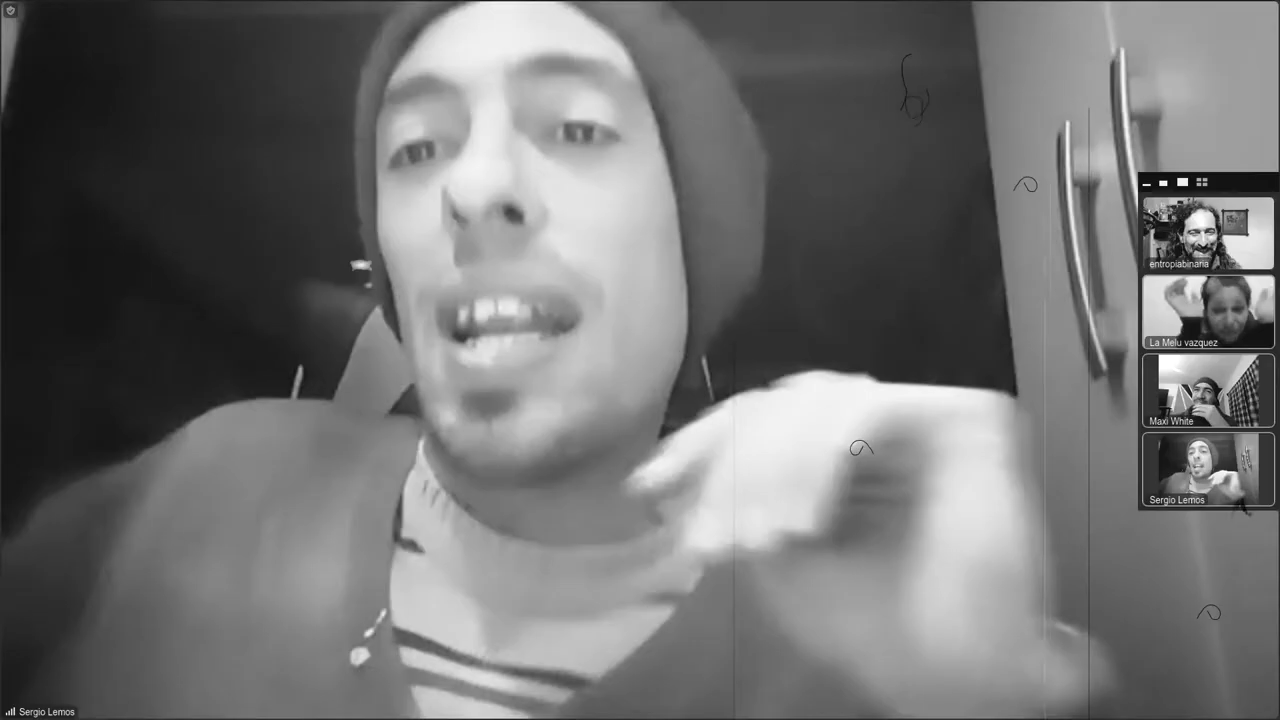 entropiabinaria
La Melu vazquez
Maxi White
Sergio Lemos
Sergio Lemos